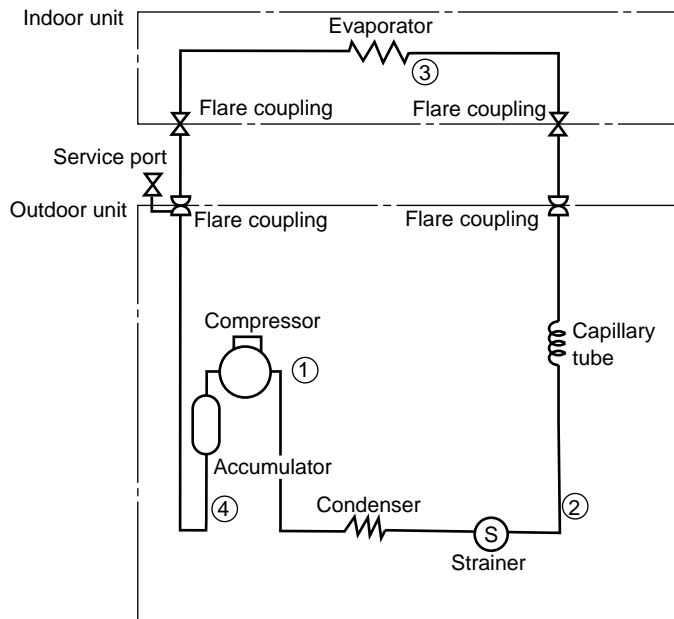 Indoor unit
Evaporator
③
Flare coupling
Flare coupling
Service port
Outdoor unit
Flare coupling
Flare coupling
Compressor
①
Capillary
tube
Accumulator
④
Condenser
②
S
Strainer